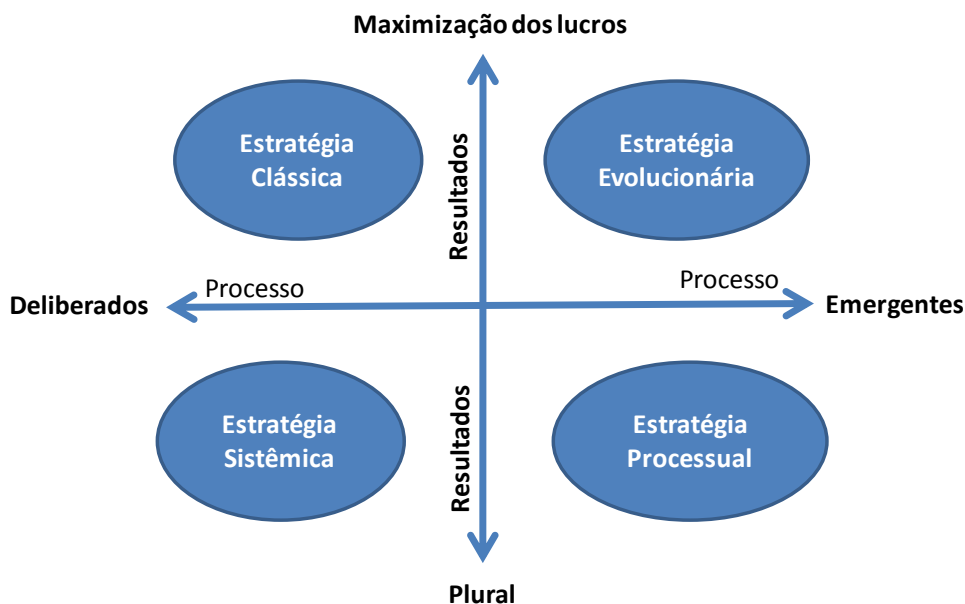 Maximização dos lucros
Estratégia
Clássica
Resultados
Estratégia
Evolucionária
Deliberados
Processo
Processo
Emergentes
Estratégia
Sistêmica
Resultados
Estratégia
Processual
Plural